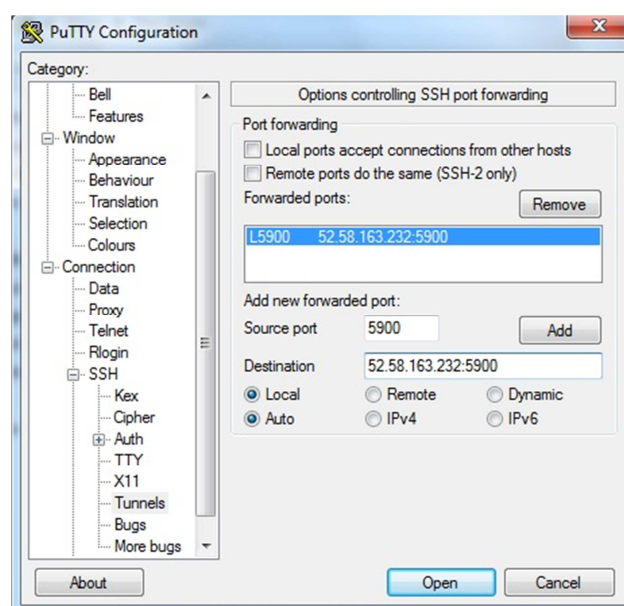 PuTTY Configuration
Category:
Bell
Features
Window
Appearance
Behaviour
Translation
Selection
Colours
Connection
Data
Proxy
Telnet
Rlogin
SSH
Kex
Cipher
Auth
TTY
X11
Tunnels
Bugs
More bugs
Options controlling SSH port forwarding
Port forwarding
Local ports accept connections from other hosts
Remote ports do the same (SSH-2 only)
Forwarded ports:
Remove
L5900 52.58.163.232:5900
Add new forwarded port:
Source port 5900 Add
Destination 52.58.163.232:5900
Local Remote Dynamic
Auto IPv4 IPv6
About Open Cancel